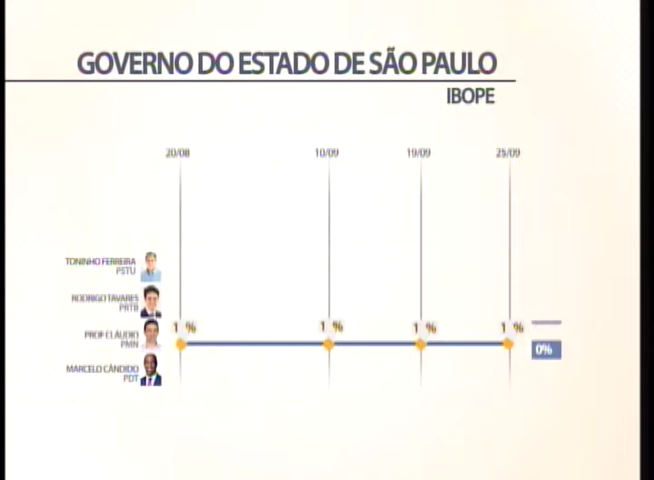 GOVERNO DO ESTADO DE SÃO PAULO
IBOPE
20/08 10/09 19/09 25/09
TONINHO FERREIRA
PSTU
RODRIGO TAVARES
PRTB
1 % 1 % 1 % 1 %
PROF CLÁUDIO
PMN
0%
MARCELO CÂNDIDO
PDT